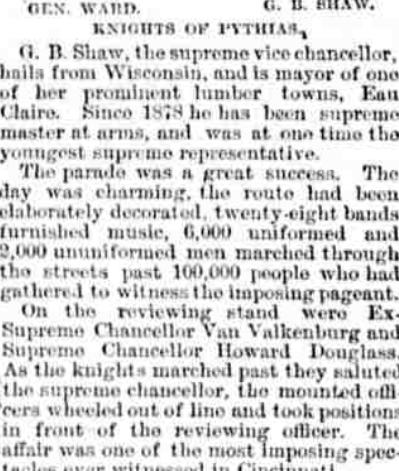 GEN. WARD. G. B. SHAW.
KNIGHTS OF PYTHIAS.
G. B. Shaw, the supreme vice chancellor,
hails from Wisconsin, and is mayor of one
of her prominent lumber towns, Eau
Claire. Since 1878 he has been supreme
master at arms, and was at one time the
youngest supreme representative.
The parade was a great success. The
day was charming, the route had been
elaborately decorated, twenty-eight bands
furnished music, 6,000 uniformed and
2,000 ununiformed men marched through
the streets past 100,000 people who had
gathered to witness the imposing pageant.
On the reviewing stand were Ex-
Supreme Chancellor Van Valkenburg and
Supreme Chancellor Howard Douglass.
As the knights marched past they saluted
the supreme chancellor, the mounted offi-
cers wheeled out of line and took positions
in front of the reviewing officer. The
affair was one of the most imposing spec-
tacles ever witnessed in Cincinnati.